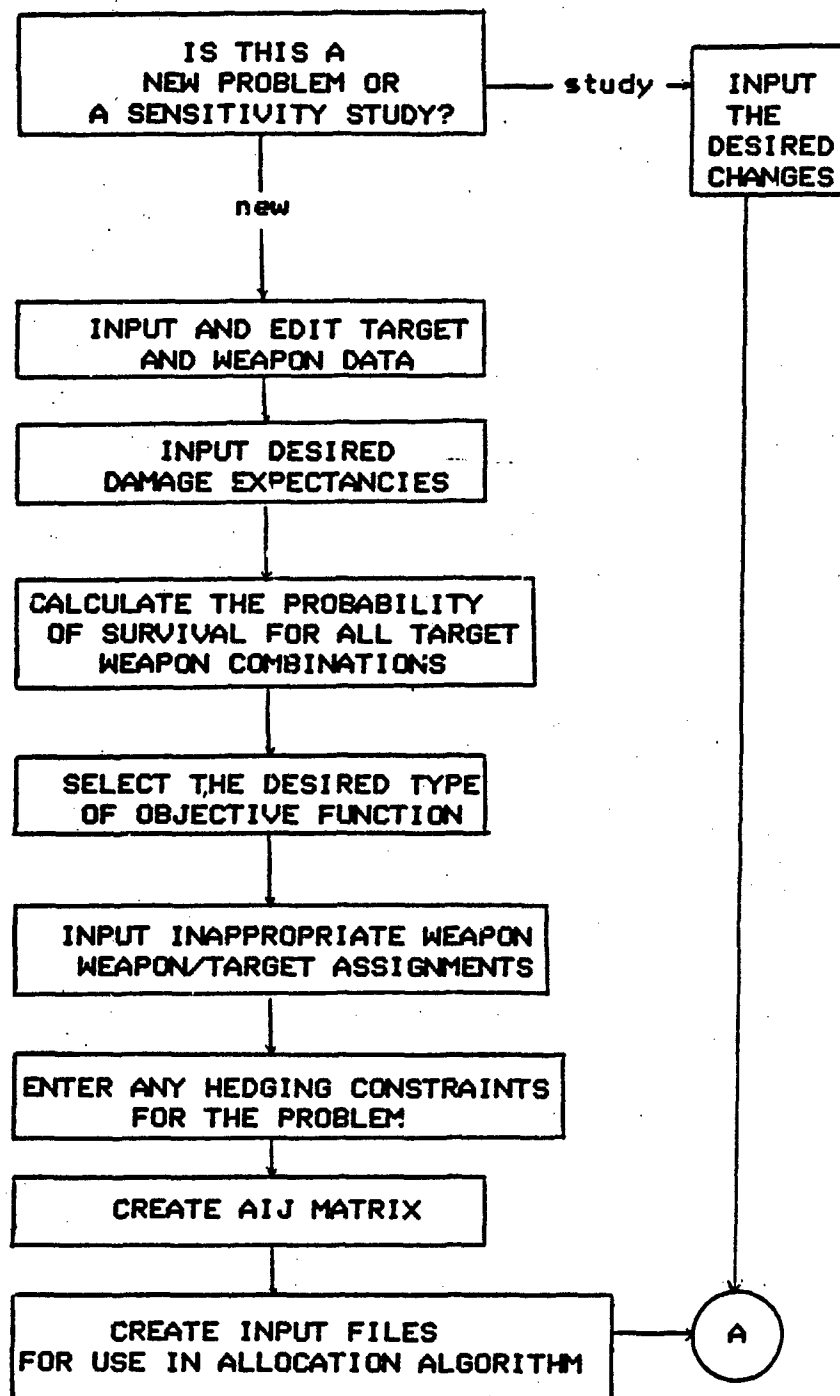 IS THIS A
NEW PROBLEM OR
A SENSITIVITY STUDY?
study
INPUT
THE
DESIRED
CHANGES
new
INPUT AND EDIT TARGET
AND WEAPON DATA
INPUT DESIRED
DAMAGE EXPECTANCIES
CALCULATE THE PROBABILITY
OF SURVIVAL FOR ALL TARGET
WEAPON COMBINATIONS
SELECT THE DESIRED TYPE
OF OBJECTIVE FUNCTION
INPUT INAPPROPRIATE WEAPON
WEAPON/TARGET ASSIGNMENTS
ENTER ANY HEDGING CONSTRAINTS
FOR THE PROBLEM
CREATE AIJ MATRIX
CREATE INPUT FILES
FOR USE IN ALLOCATION ALGORITHM
A